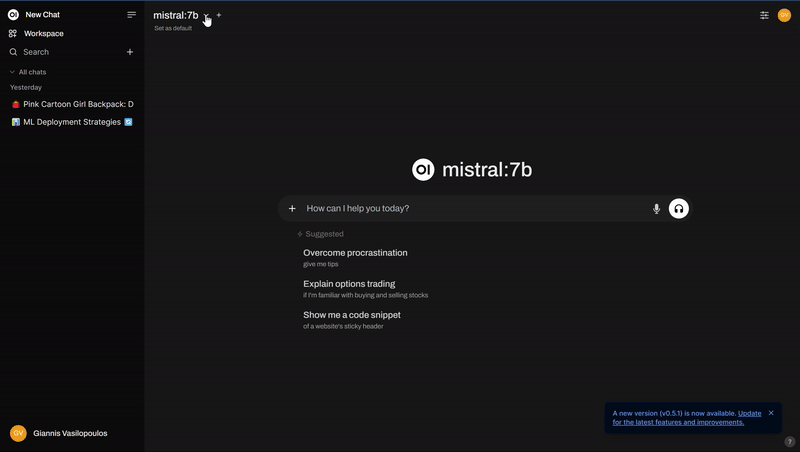 OI New Chat
Workspace
Search
All chats
Yesterday
Pink Cartoon Girl Backpack: D
ML Deployment Strategies
GV Giannis Vasilopoulos
mistral:7b
Set as default
GV
OI mistral:7b
How can I help you today?
Suggested
Overcome procrastination
give me tips
Explain options trading
if I'm familiar with buying and selling stocks
Show me a code snippet
of a website's sticky header
A new version (v0.5.1) is now available. Update
for the latest features and improvements.
?